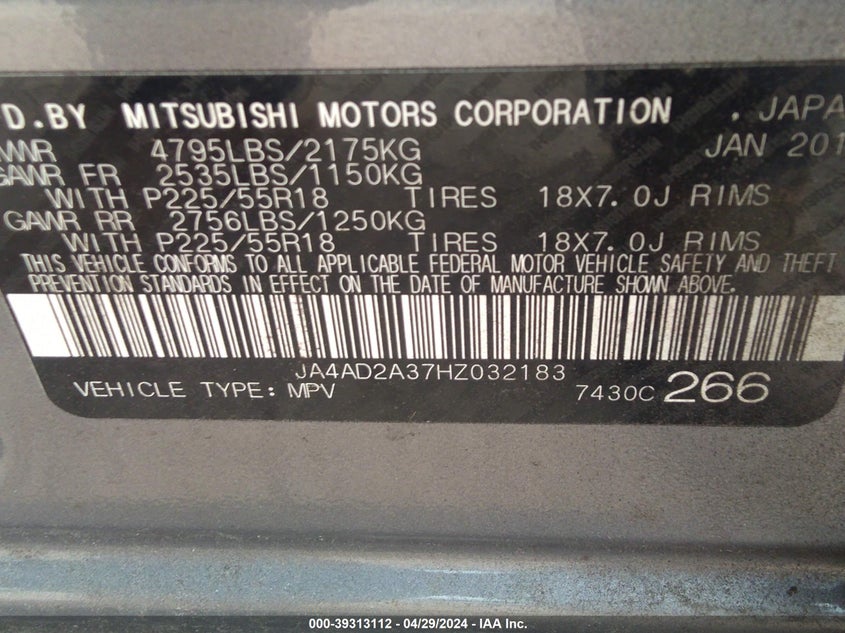 D.BY MITSUBISHI MOTORS CORPORATION , JAPA
4795LBS/2175KG JAN 201
GAWR FR 2535LBS/1150KG
WITH P225/55R18 TIRES 18X7.0J RIMS
GAWR RR 2756LBS/1250KG
WITH P225/55R18 TIRES 18X7.0J RIMS
THIS VEHICLE CONFORMS TO ALL APPLICABLE FEDERAL MOTOR VEHICLE SAFETY AND THEFT
PREVENTION STANDARDS IN EFFECT ON THE DATE OF MANUFACTURE SHOWN ABOVE.
JA4AD2A37HZ032183
VEHICLE TYPE: MPV 7430C 266
000-39313112 - 04/29/2024 - IAA Inc.